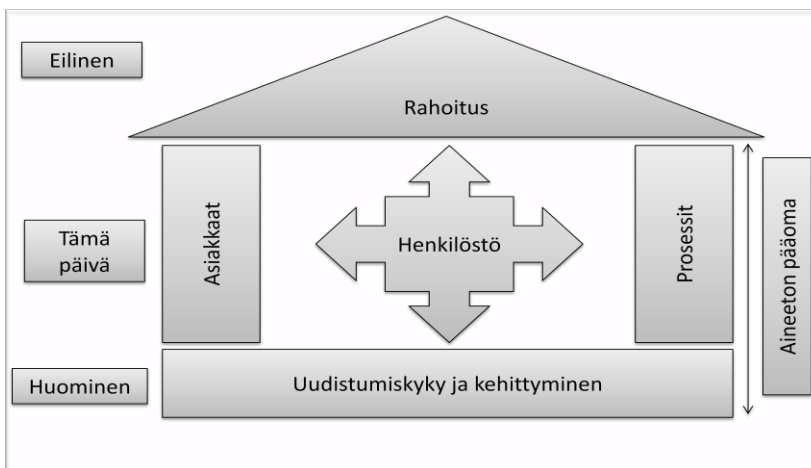 Eilinen
Rahoitus
Asiakkaat
Henkilöstö
Prosessit
Aineeton pääoma
Tämä
päivä
Huominen
Uudistumiskyky ja kehittyminen